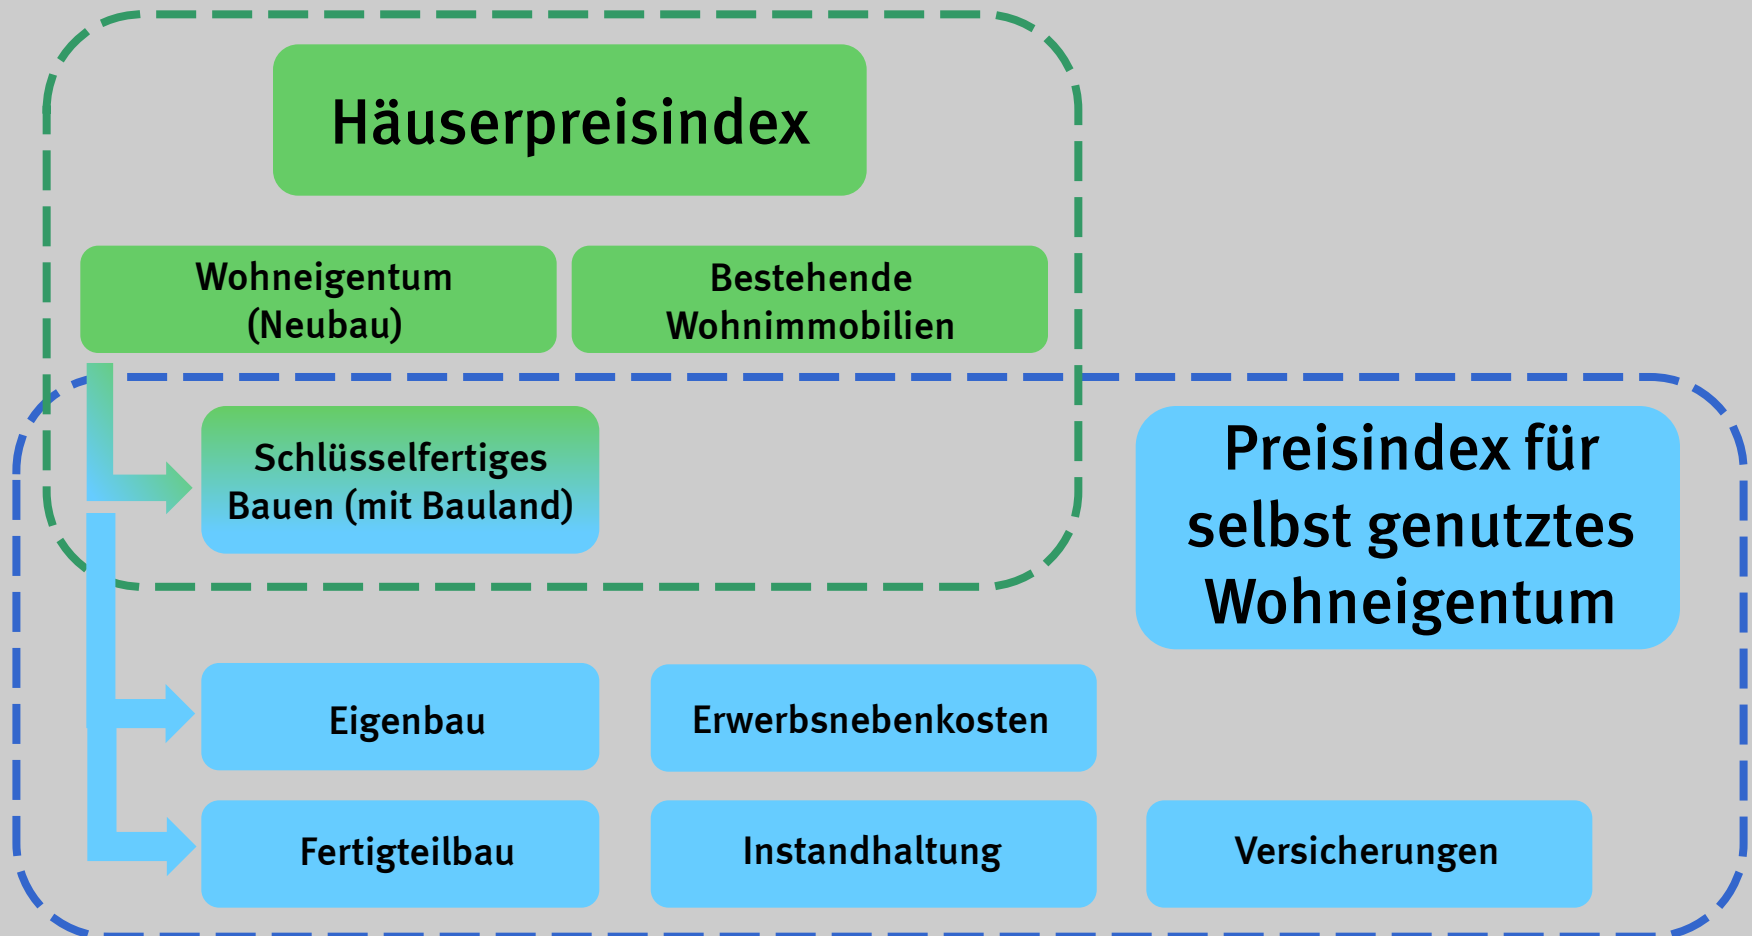 Häuserpreisindex
Wohneigentum
(Neubau)
Bestehende
Wohnimmobilien
Schlüsselfertiges
Bauen (mit Bauland)
Preisindex für
selbst genutztes
Wohneigentum
Eigenbau
Erwerbsnebenkosten
Fertigteilbau
Instandhaltung
Versicherungen